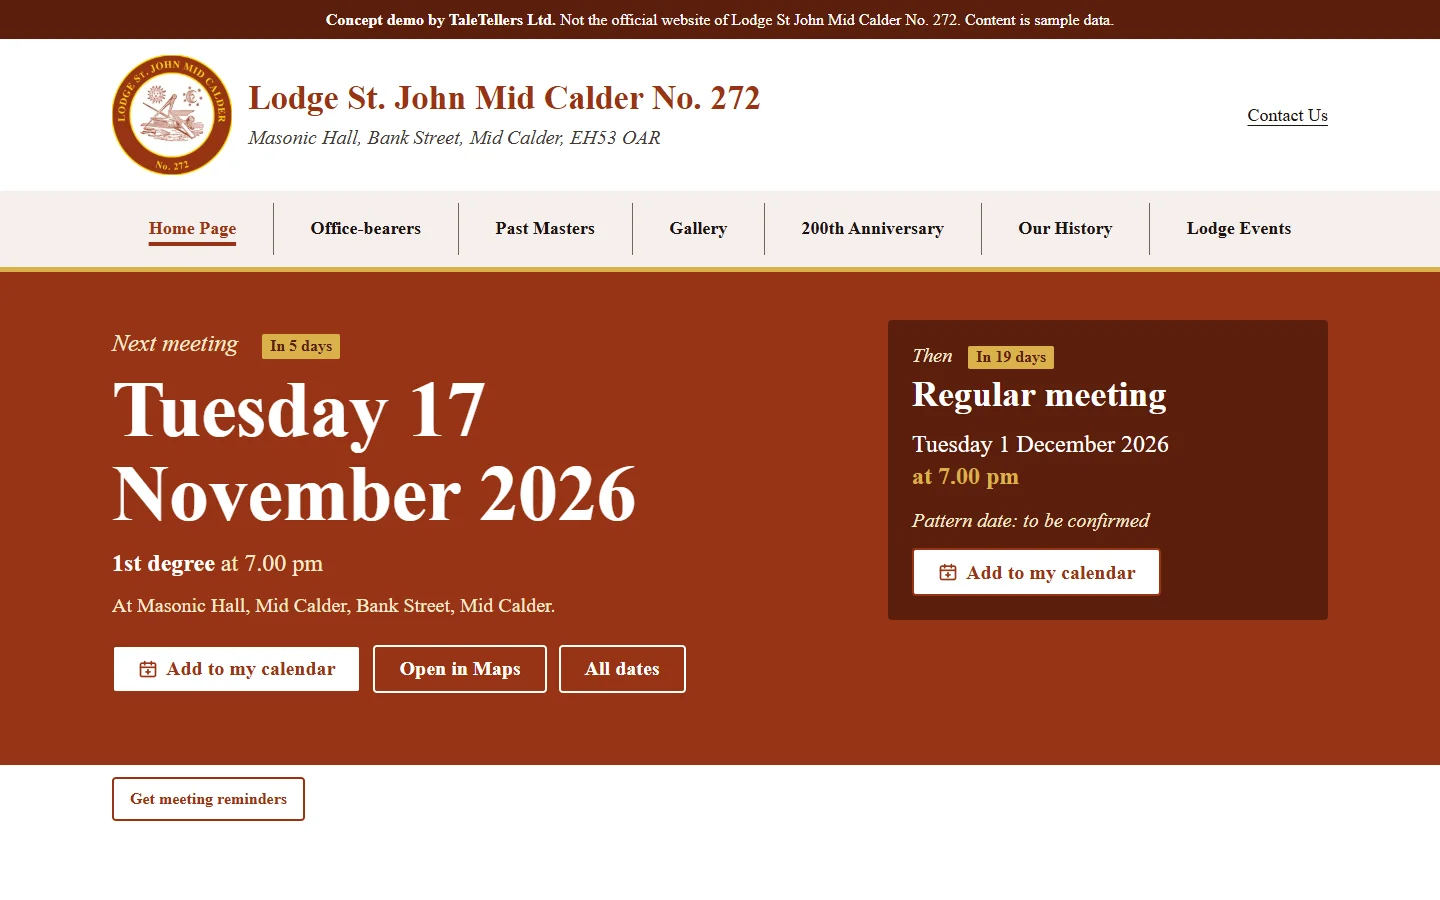 Concept demo by TaleTellers Ltd. Not the official website of Lodge St John Mid Calder No. 272. Content is sample data.
LODGE ST. JOHN MID CALDER
No. 272
Lodge St. John Mid Calder No. 272
Masonic Hall, Bank Street, Mid Calder, EH53 OAR
Contact Us
Home Page
Office-bearers
Past Masters
Gallery
200th Anniversary
Our History
Lodge Events
Next meeting
In 5 days
Tuesday 17
November 2026
1st degree at 7.00 pm
At Masonic Hall, Mid Calder, Bank Street, Mid Calder.
Add to my calendar
Open in Maps
All dates
Then
In 19 days
Regular meeting
Tuesday 1 December 2026
at 7.00 pm
Pattern date: to be confirmed
Add to my calendar
Get meeting reminders